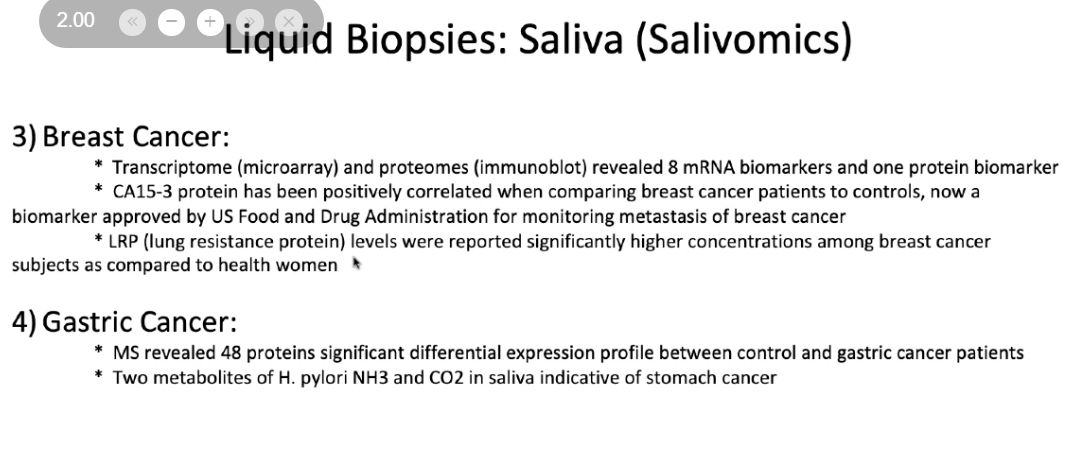 2.00
Liquid Biopsies: Saliva (Salivomics)
3) Breast Cancer:
* Transcriptome (microarray) and proteomes (immunoblot) revealed 8 mRNA biomarkers and one protein biomarker
* CA15-3 protein has been positively correlated when comparing breast cancer patients to controls, now a
biomarker approved by US Food and Drug Administration for monitoring metastasis of breast cancer
* LRP (lung resistance protein) levels were reported significantly higher concentrations among breast cancer
subjects as compared to health women
4) Gastric Cancer:
* MS revealed 48 proteins significant differential expression profile between control and gastric cancer patients
* Two metabolites of H. pylori NH3 and CO2 in saliva indicative of stomach cancer